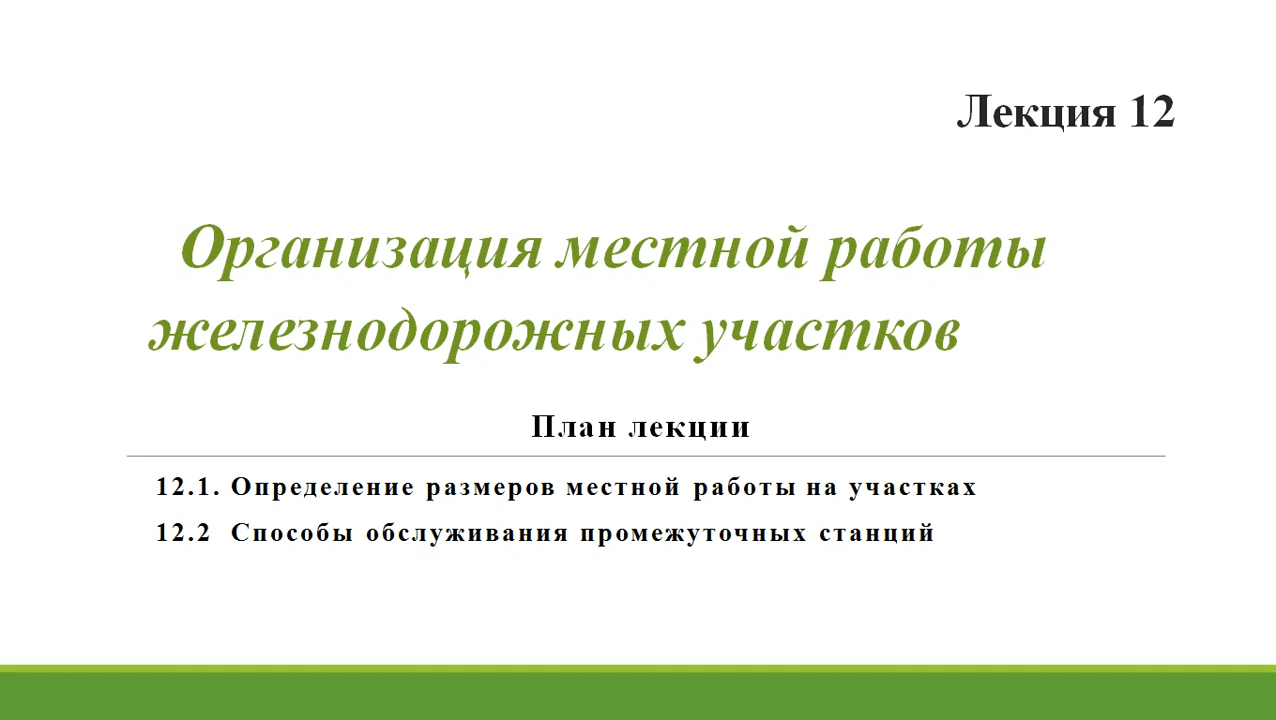 Лекция 12
Организация местной работы
железнодорожных участков
План лекции
12.1. Определение размеров местной работы на участках
12.2 Способы обслуживания промежуточных станций